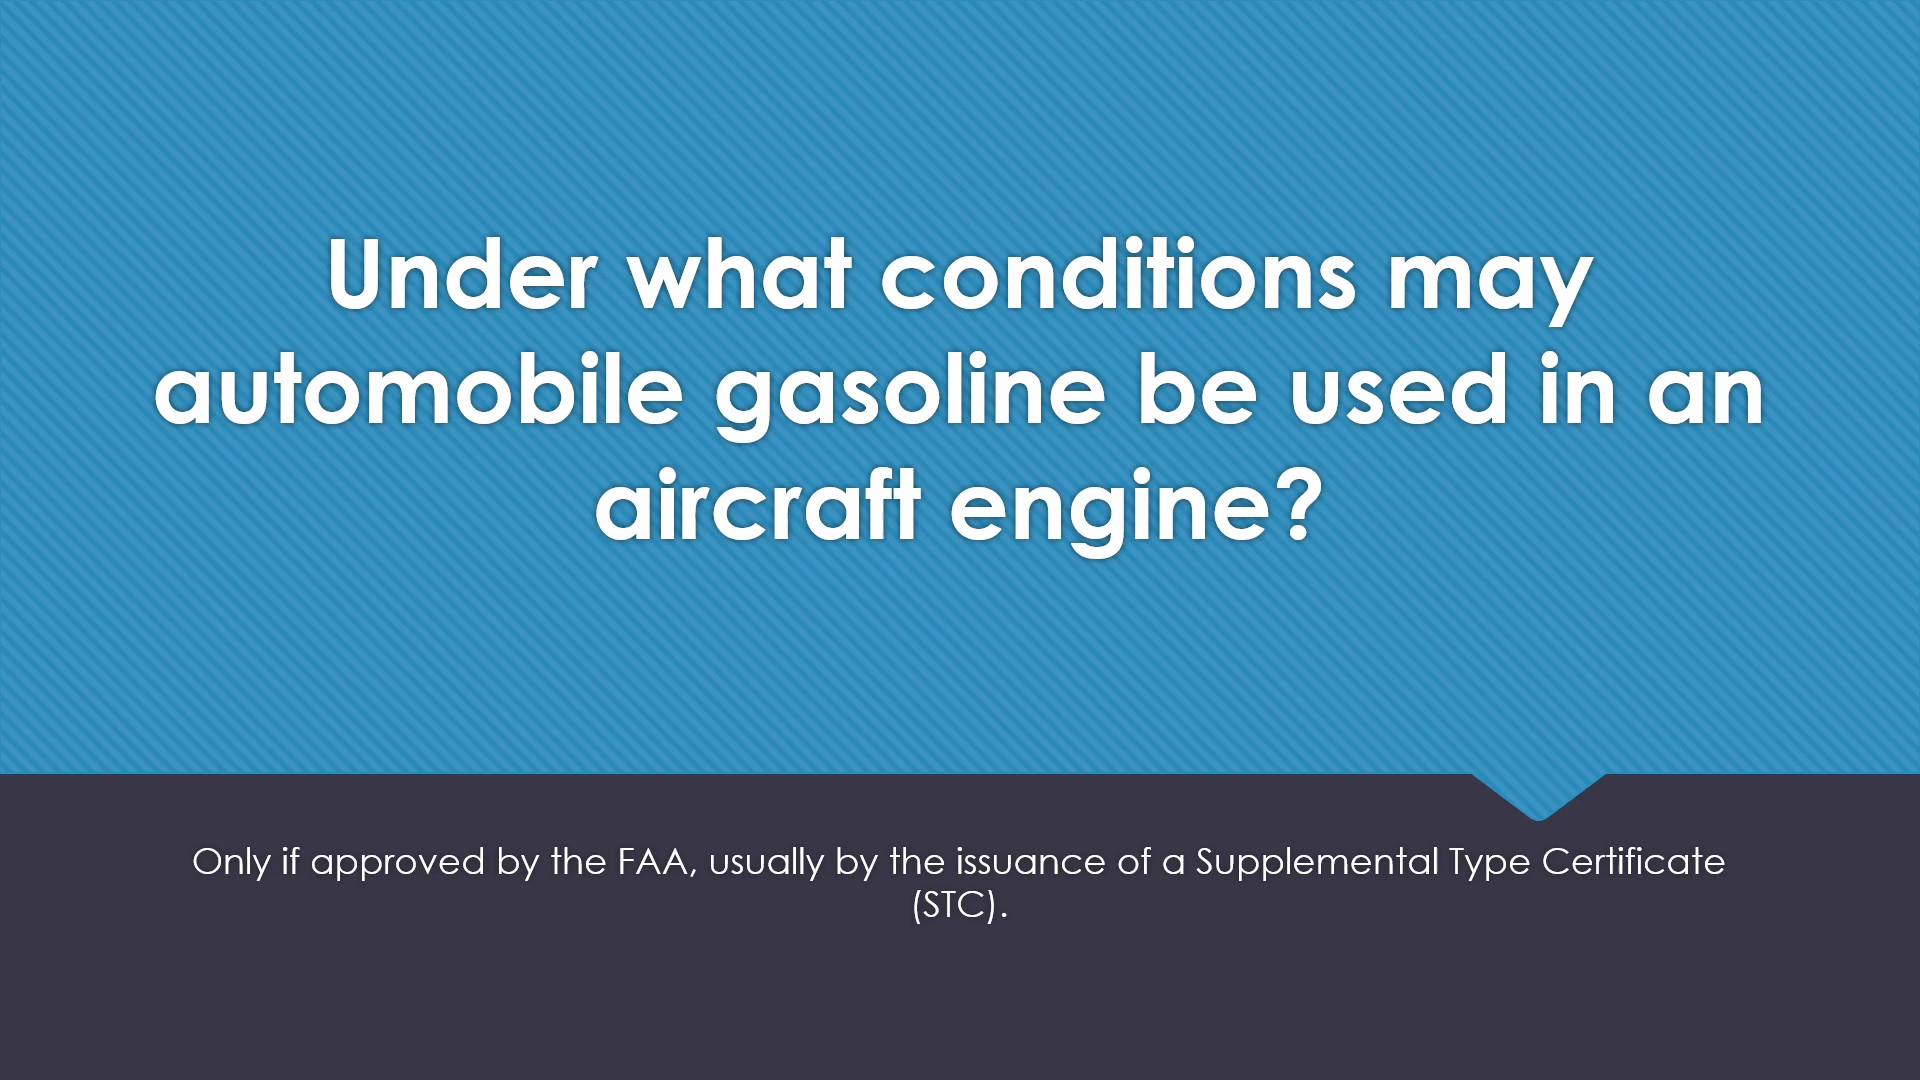 Under what conditions may
automobile gasoline be used in an
aircraft engine?
Only if approved by the FAA, usually by the issuance of a Supplemental Type Certificate
(STC).